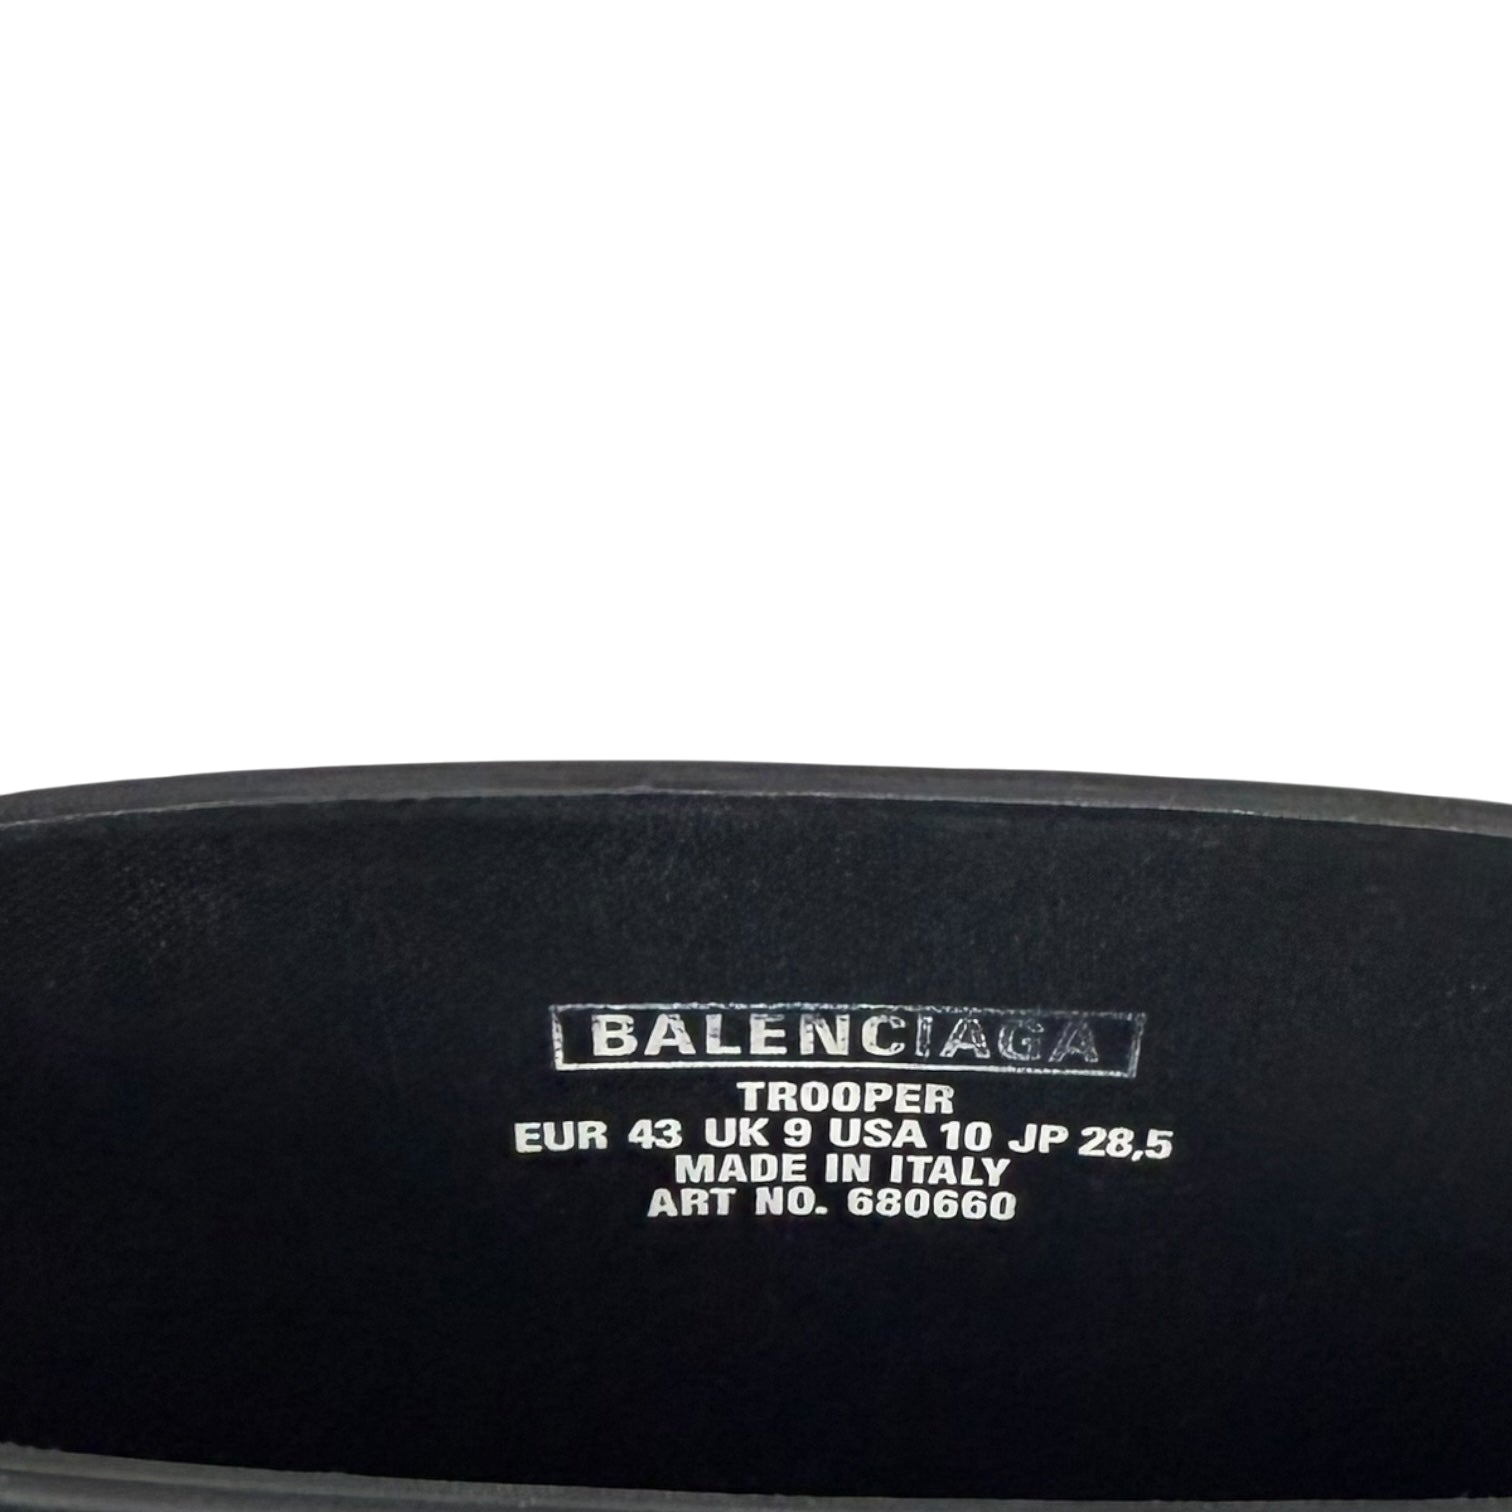 BALENCIAGA
TROOPER
EUR 43 UK 9 USA 10 JP 28,5
MADE IN ITALY
ART NO. 680660